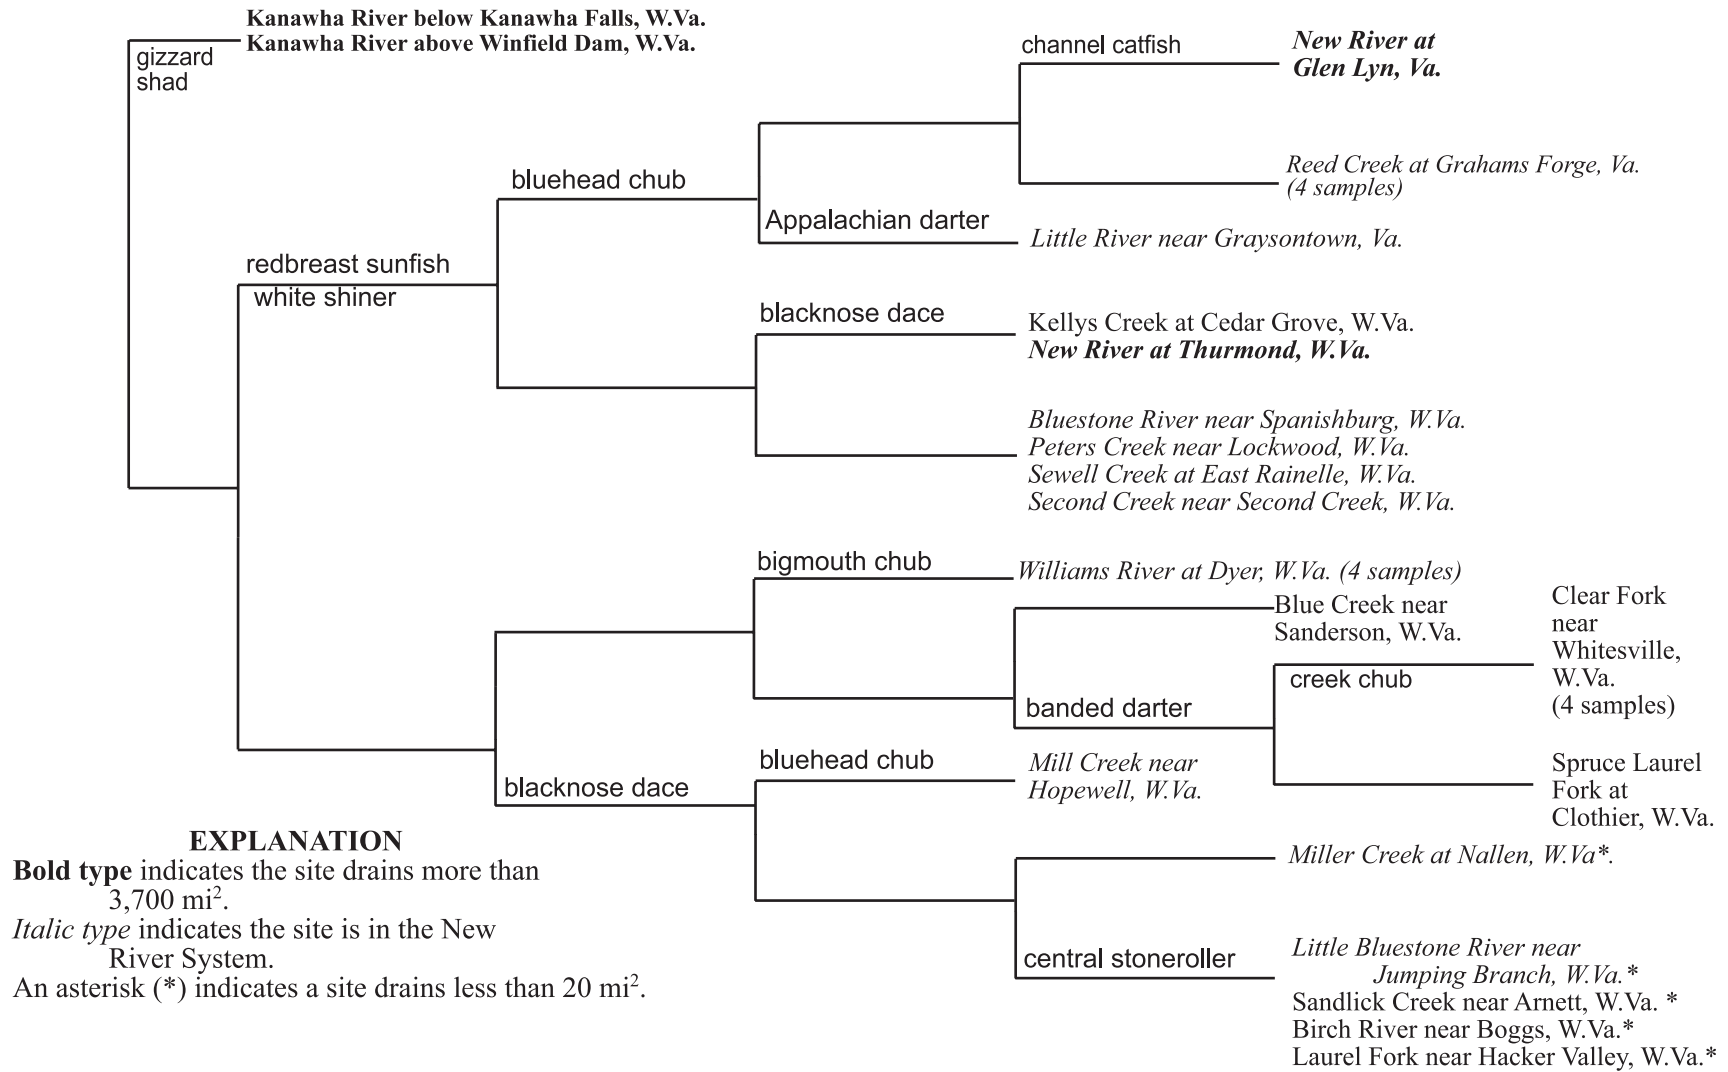 Kanawha River below Kanawha Falls, W.Va.
Kanawha River above Winfield Dam, W.Va.
gizzard
shad
channel catfish
New River at
Glen Lyn, Va.
Reed Creek at Grahams Forge, Va.
(4 samples)
bluehead chub
Appalachian darter
Little River near Graysontown, Va.
redbreast sunfish
white shiner
blacknose dace
Kellys Creek at Cedar Grove, W.Va.
New River at Thurmond, W.Va.
Bluestone River near Spanishburg, W.Va.
Peters Creek near Lockwood, W.Va.
Sewell Creek at East Rainelle, W.Va.
Second Creek near Second Creek, W.Va.
bigmouth chub
Williams River at Dyer, W.Va. (4 samples)
Blue Creek near
Sanderson, W.Va.
Clear Fork
near
Whitesville,
W.Va.
(4 samples)
creek chub
banded darter
bluehead chub
Mill Creek near
Hopewell, W.Va.
Spruce Laurel
Fork at
Clothier, W.Va.
blacknose dace
Miller Creek at Nallen, W.Va*.
central stoneroller
Little Bluestone River near
Jumping Branch, W.Va.*
Sandlick Creek near Arnett, W.Va. *
Birch River near Boggs, W.Va.*
Laurel Fork near Hacker Valley, W.Va.*
EXPLANATION
Bold type indicates the site drains more than
3,700 mi².
Italic type indicates the site is in the New
River System.
An asterisk (*) indicates a site drains less than 20 mi².